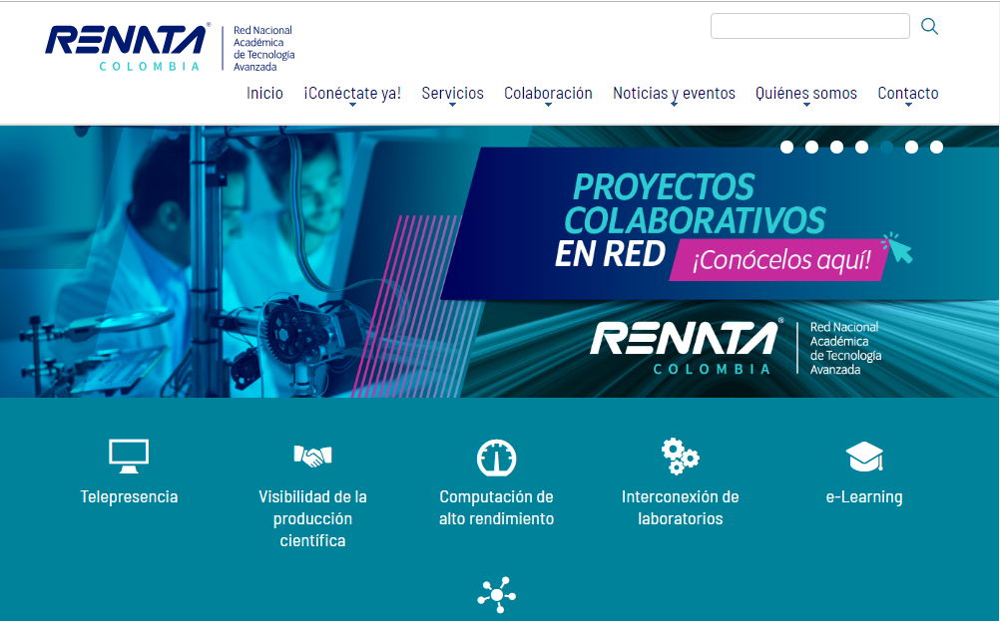 RENATA®
COLOMBIA
Red Nacional
Académica
de Tecnología
Avanzada
Inicio
¡Conéctate ya!
Servicios
Colaboración
Noticias y eventos
Quiénes somos
Contacto
PROYECTOS
COLABORATIVOS
EN RED ¡Conócelos aquí!
RENATA®
COLOMBIA
Red Nacional
Académica
de Tecnología
Avanzada
Telepresencia
Visibilidad de la
producción
científica
Computación de
alto rendimiento
Interconexión de
laboratorios
e-Learning